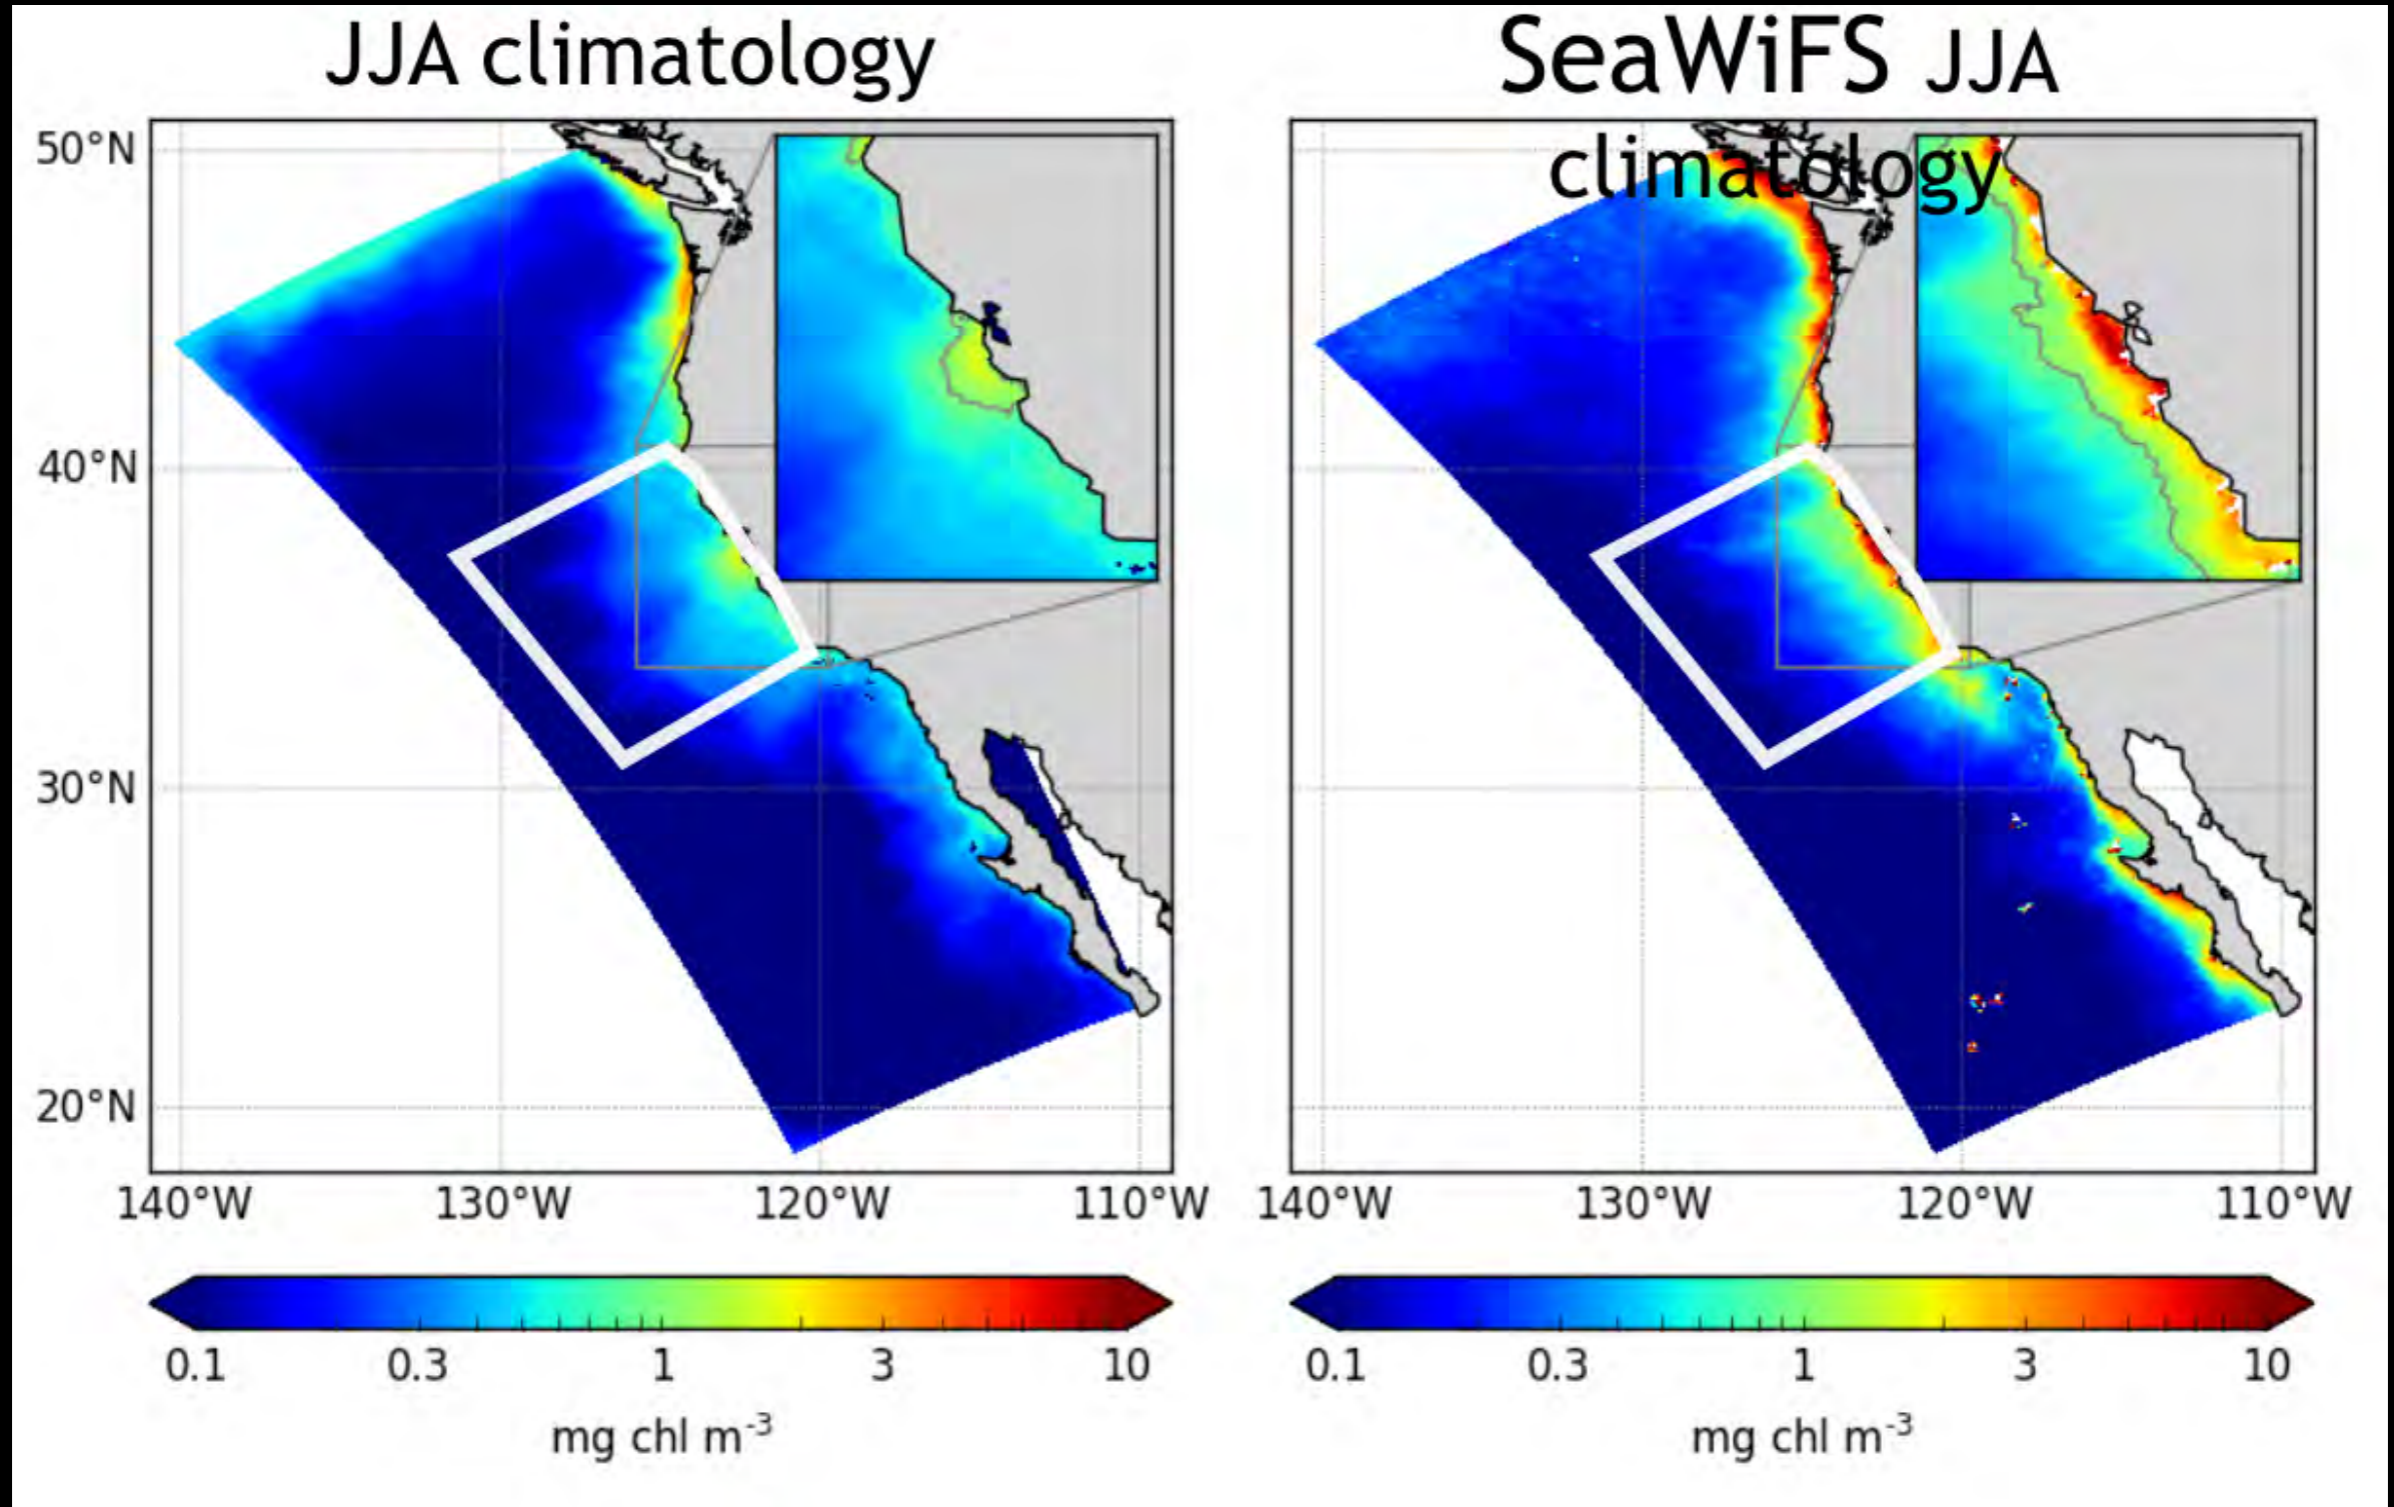 JJA climatology
SeaWiFS JJA
climatology
50°N
40°N
30°N
20°N
140°W 130°W 120°W 110°W
140°W 130°W 120°W 110°W
0.1 0.3 1 3 10
mg chl m⁻³
0.1 0.3 1 3 10
mg chl m⁻³